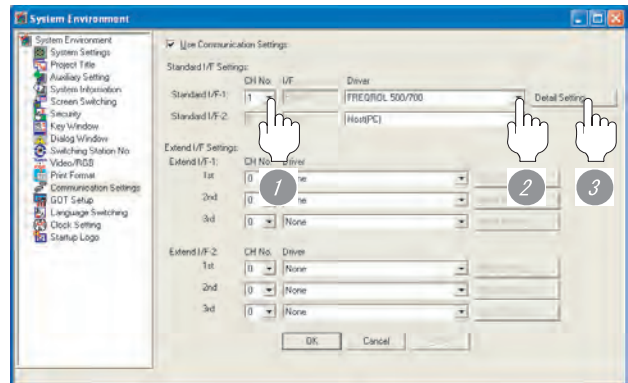 System Environment
System Environment
System Settings
Project Title
Auxiliary Setting
System Information
Screen Switching
Security
Key Window
Dialog Window
Switching Station No
Video/RGB
Print Format
Communication Settings
GOT Setup
Language Switching
Clock Setting
Startup Logo
Use Communication Settings
Standard I/F Settings
CH No. I/F Driver
Standard I/F-1: 1 FREQROL 500/700 Detail Setting
Standard I/F-2: Host(PC)
Extend I/F Settings
Extend I/F-1: CH No. Driver
1st 0 None
2nd 0 None
3rd 0 None
Extend I/F-2: CH No. Driver
1st 0 None
2nd 0 None
3rd 0 None
OK Cancel
1
2
3